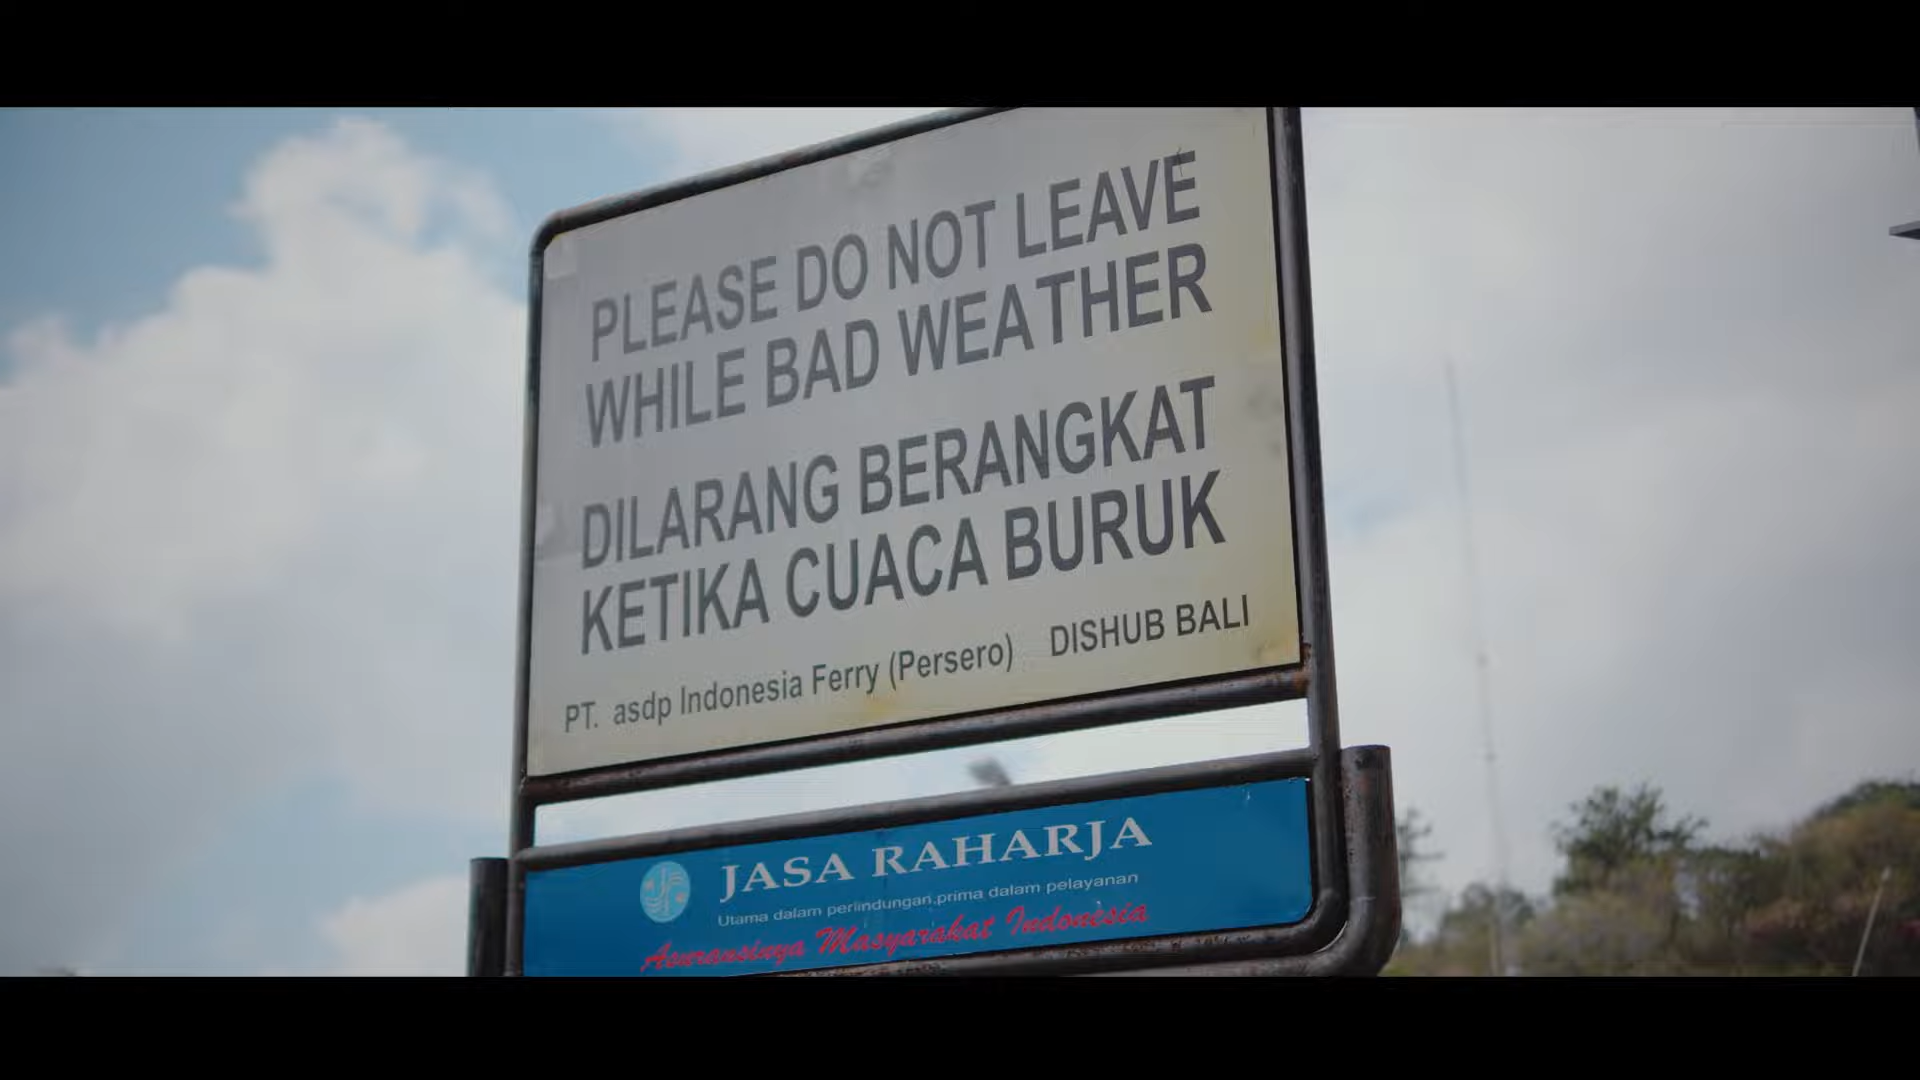 PLEASE DO NOT LEAVE
WHILE BAD WEATHER
DILARANG BERANGKAT
KETIKA CUACA BURUK
PT. asdp Indonesia Ferry (Persero) DISHUB BALI
JASA RAHARJA
Utama dalam perlindungan,prima dalam pelayanan
Asuransinya Masyarakat Indonesia